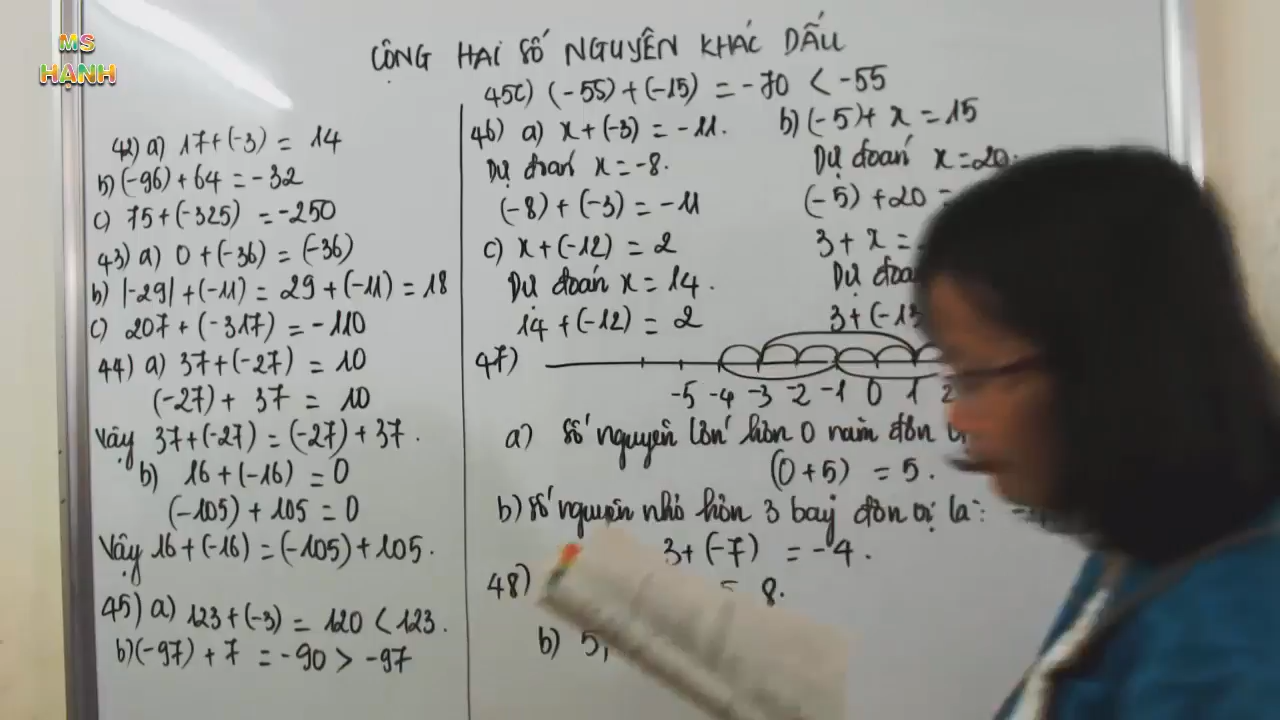 MS
HẠNH
CỘNG HAI SỐ NGUYÊN KHÁC DẤU
45c) (-55) + (-15) = -70 < -55
42) a) 17 + (-3) = 14
b) (-96) + 64 = -32
c) 75 + (-325) = -250
43) a) 0 + (-36) = (-36)
b) |-29| + (-11) = 29 + (-11) = 18
c) 207 + (-317) = -110
44) a) 37 + (-27) = 10
(-27) + 37 = 10
Vậy 37 + (-27) = (-27) + 37.
b) 16 + (-16) = 0
(-105) + 105 = 0
Vậy 16 + (-16) = (-105) + 105.
45) a) 123 + (-3) = 120 < 123.
b) (-97) + 7 = -90 > -97
46) a) x + (-3) = -11.
Dự đoán x = -8.
(-8) + (-3) = -11
c) x + (-12) = 2
Dự đoán x = 14.
14 + (-12) = 2
b) (-5) + x = 15
Dự đoán x = 20.
(-5) + 20 =
3 + x =
Dự đoá
3 + (-13
47)
-5 -4 -3 -2 -1 0 1 2
a) Số nguyên lớn hơn 0 năm đơn
(0 + 5) = 5.
b) Số nguyên nhỏ hơn 3 bảy đơn vị là:
3 + (-7) = -4.
48)
8.
b) 5,